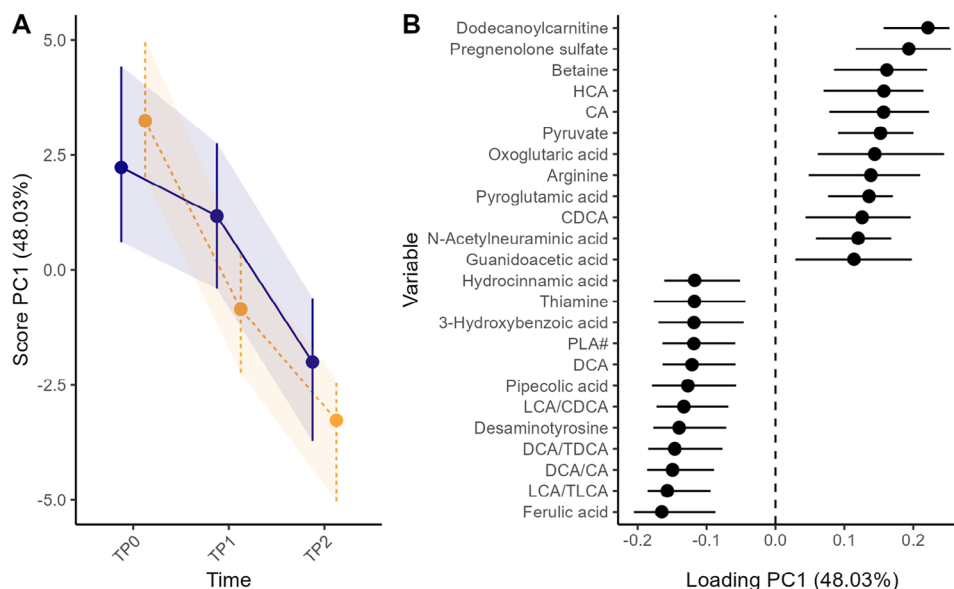 A
Score PC1 (48.03%)
5.0
2.5
0.0
-2.5
-5.0
TP0
TP1
TP2
Time
B
Variable
Dodecanoylcarnitine
Pregnenolone sulfate
Betaine
HCA
CA
Pyruvate
Oxoglutaric acid
Arginine
Pyroglutamic acid
CDCA
N-Acetylneuraminic acid
Guanidoacetic acid
Hydrocinnamic acid
Thiamine
3-Hydroxybenzoic acid
PLA#
DCA
Pipecolic acid
LCA/CDCA
Desaminotyrosine
DCA/TDCA
DCA/CA
LCA/TLCA
Ferulic acid
-0.2 -0.1 0.0 0.1 0.2
Loading PC1 (48.03%)